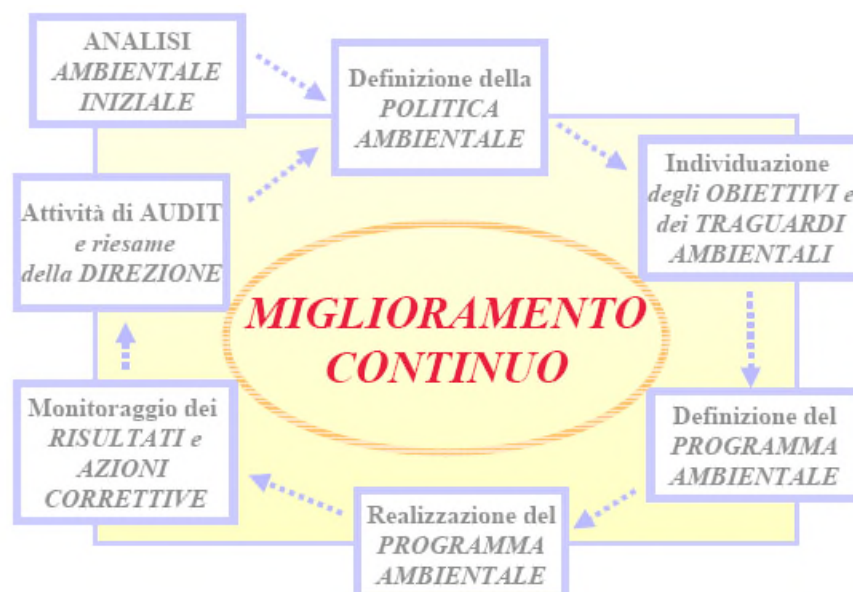 ANALISI
AMBIENTALE
INIZIALE
Definizione della
POLITICA
AMBIENTALE
Individuazione
degli OBIETTIVI e
dei TRAGUARDI
AMBIENTALI
Definizione del
PROGRAMMA
AMBIENTALE
Realizzazione del
PROGRAMMA
AMBIENTALE
Monitoraggio dei
RISULTATI e
AZIONI
CORRETTIVE
Attività di AUDIT
e riesame
della DIREZIONE
MIGLIORAMENTO
CONTINUO